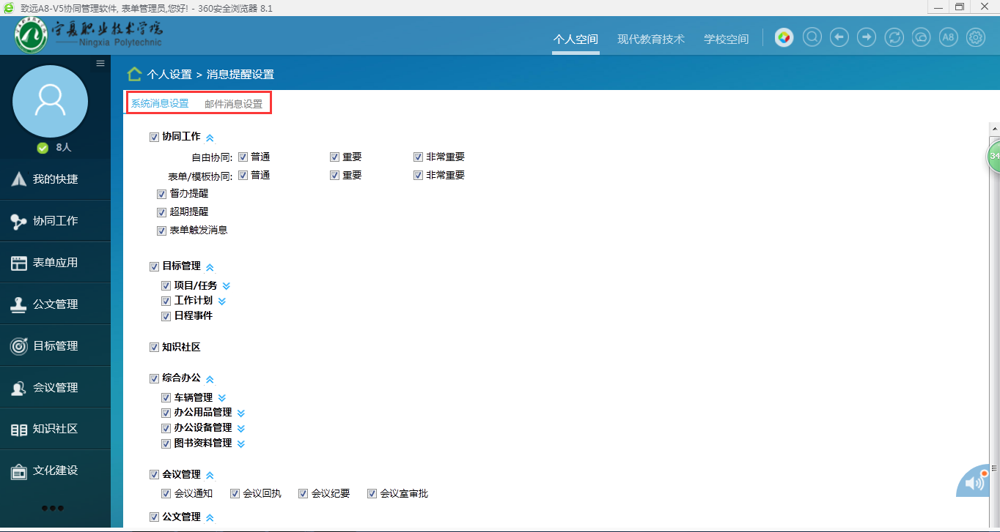 致远A8-V5协同管理软件, 表单管理员,您好! - 360安全浏览器 8.1
宁夏职业技术学院
Ningxia Polytechnic
个人空间 现代教育技术 学校空间 A8
个人设置 > 消息提醒设置
系统消息设置 邮件消息设置
8人
我的快捷
协同工作
表单应用
公文管理
目标管理
会议管理
知识社区
文化建设
协同工作
自由协同: 普通 重要 非常重要
表单/模板协同: 普通 重要 非常重要
督办提醒
超期提醒
表单触发消息
目标管理
项目/任务
工作计划
日程事件
知识社区
综合办公
车辆管理
办公用品管理
办公设备管理
图书资料管理
会议管理
会议通知 会议回执 会议纪要 会议室审批
公文管理
34